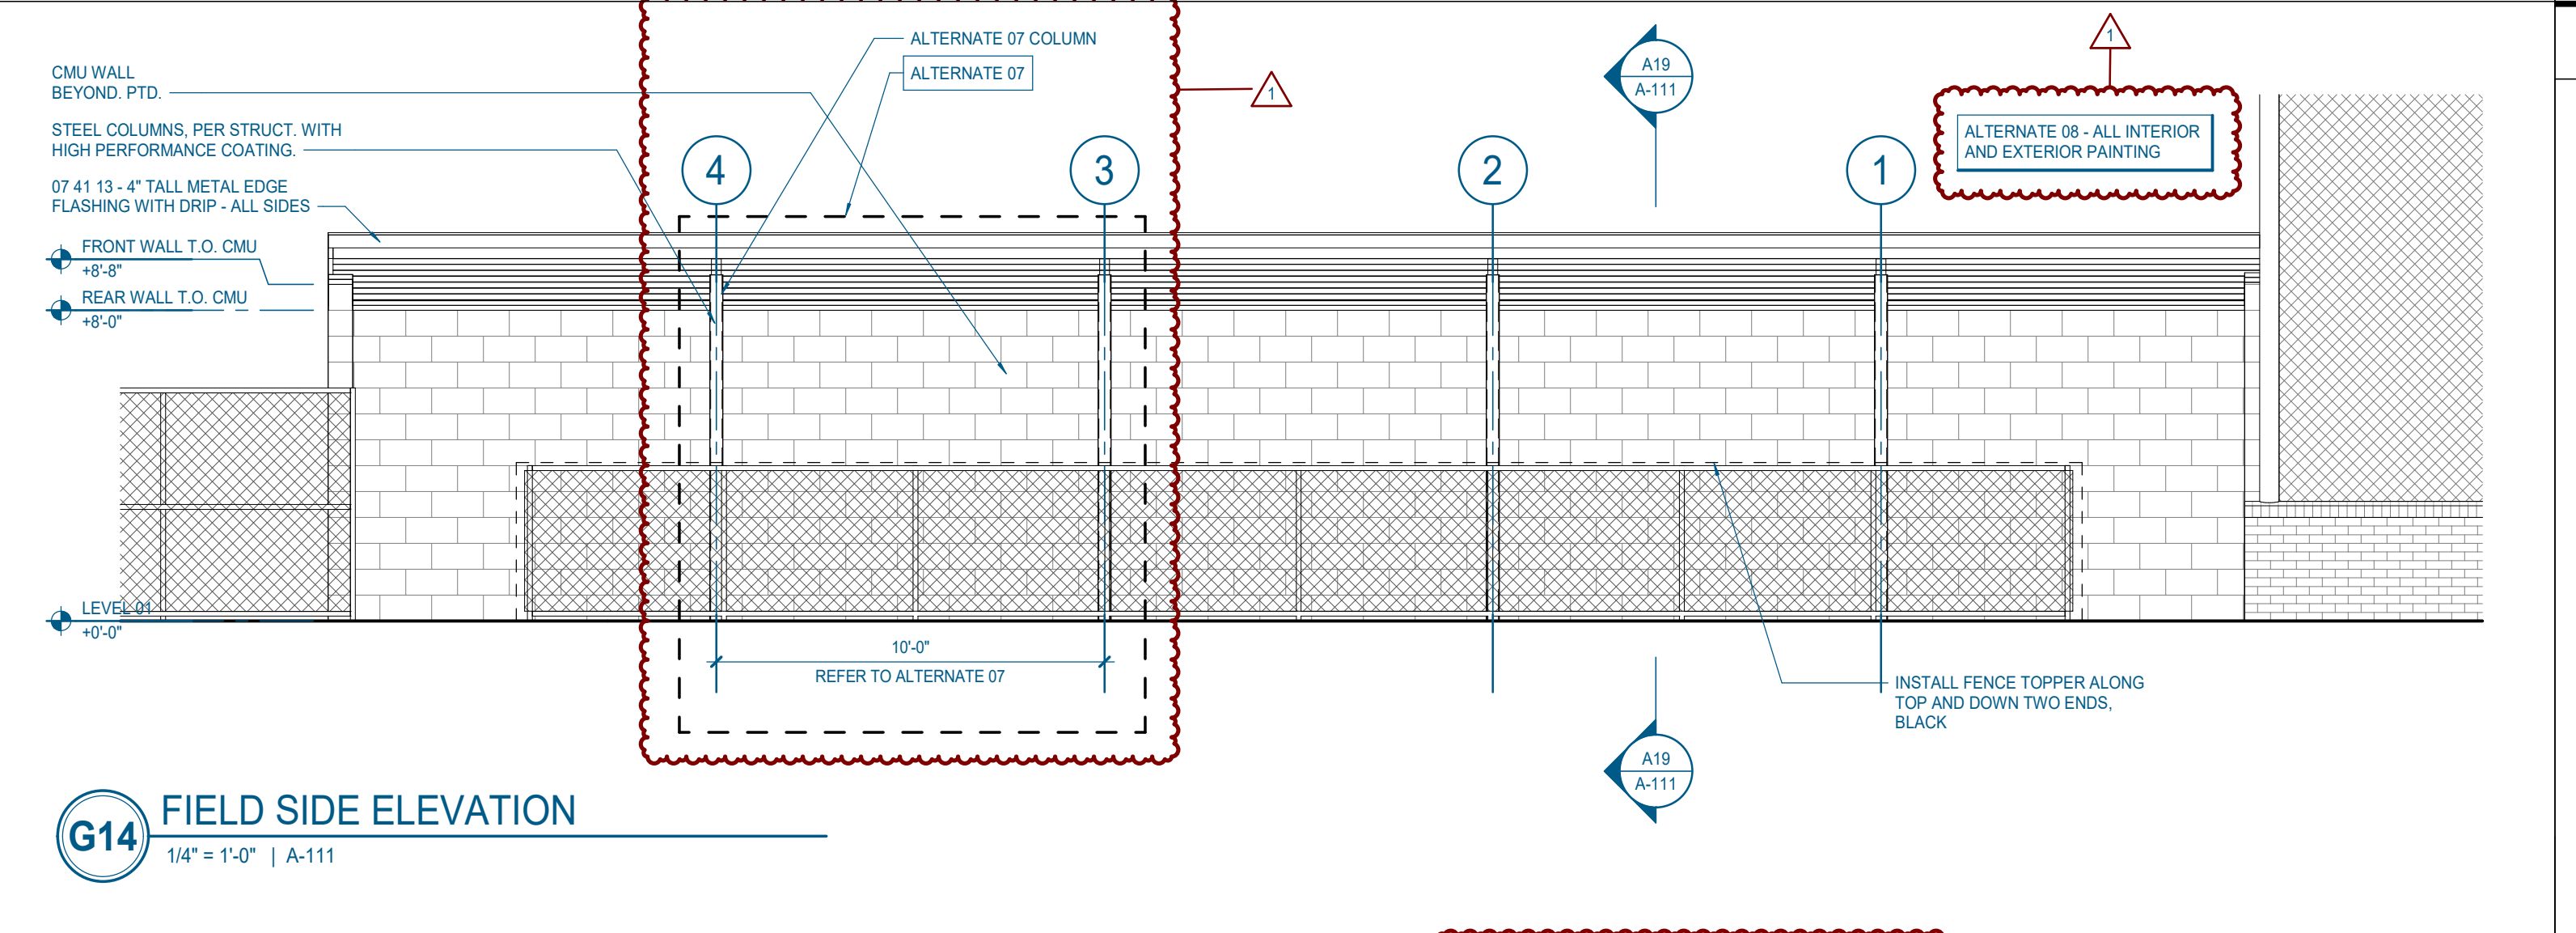 ALTERNATE 07 COLUMN
ALTERNATE 07
CMU WALL
BEYOND. PTD.
STEEL COLUMNS, PER STRUCT. WITH
HIGH PERFORMANCE COATING.
07 41 13 - 4" TALL METAL EDGE
FLASHING WITH DRIP - ALL SIDES
FRONT WALL T.O. CMU
+8'-8"
REAR WALL T.O. CMU
+8'-0"
LEVEL 01
+0'-0"
4
3
2
1
1
A19
A-111
1
ALTERNATE 08 - ALL INTERIOR
AND EXTERIOR PAINTING
10'-0"
REFER TO ALTERNATE 07
INSTALL FENCE TOPPER ALONG
TOP AND DOWN TWO ENDS,
BLACK
A19
A-111
G14
FIELD SIDE ELEVATION
1/4" = 1'-0" | A-111